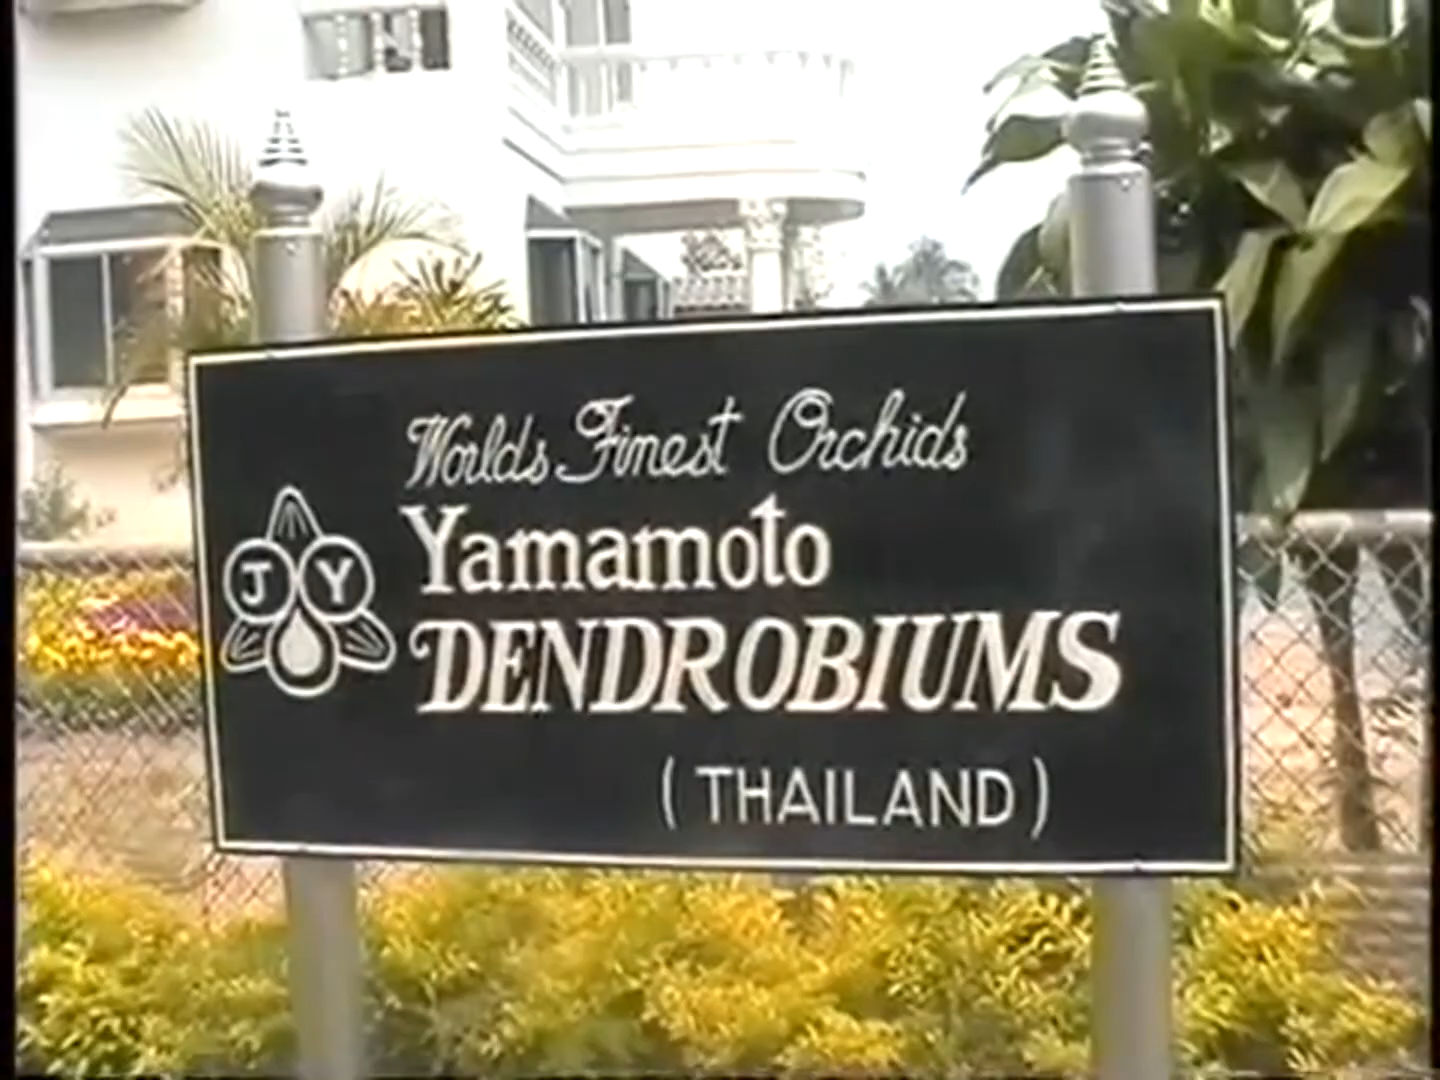 Worlds Finest Orchids
J Y
Yamamoto
DENDROBIUMS
(THAILAND)